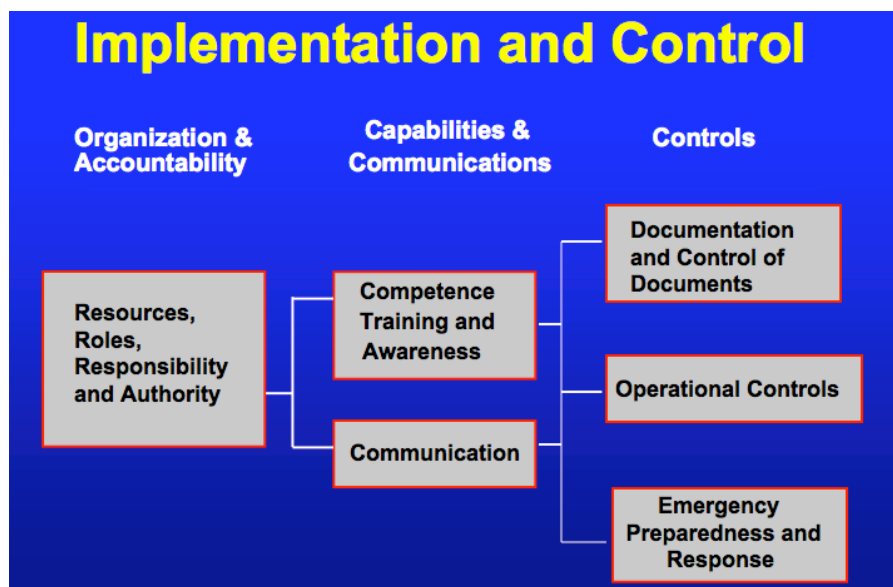 Implementation and Control
Organization &
Accountability
Capabilities &
Communications
Controls
Resources,
Roles,
Responsibility
and Authority
Competence
Training and
Awareness
Communication
Documentation
and Control of
Documents
Operational Controls
Emergency
Preparedness and
Response